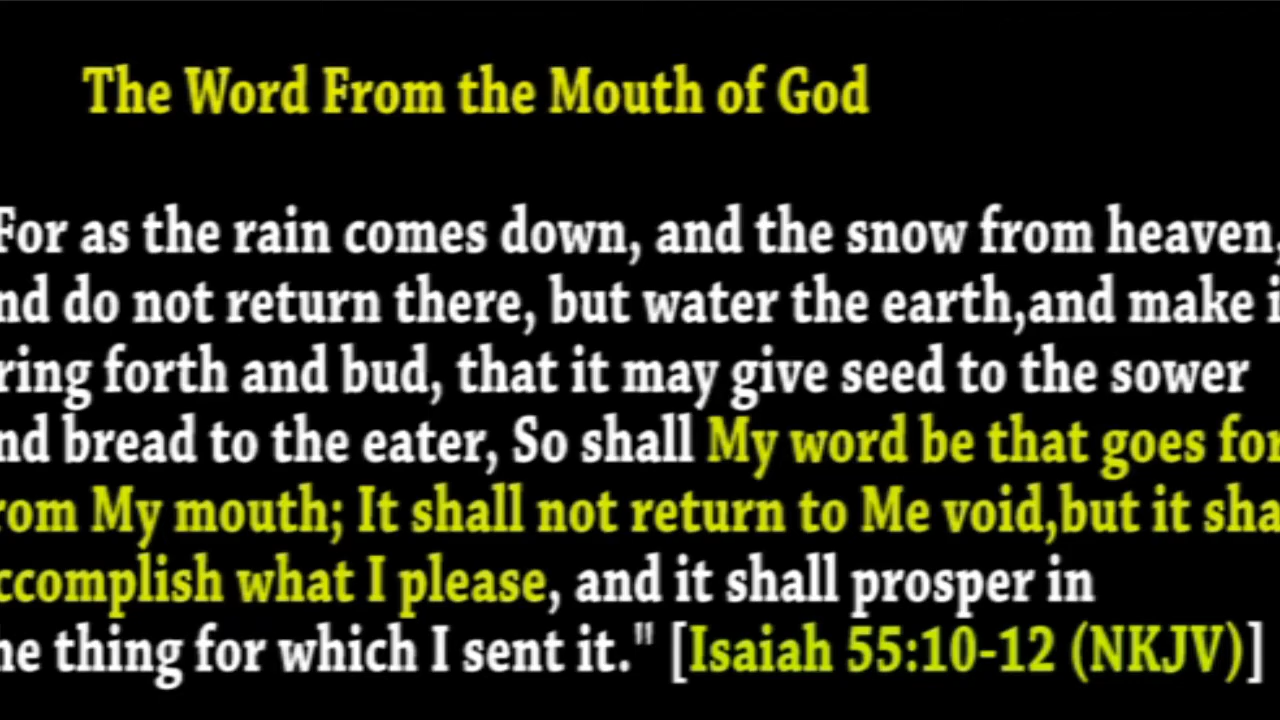 The Word From the Mouth of God
For as the rain comes down, and the snow from heaven,
nd do not return there, but water the earth,and make i
ring forth and bud, that it may give seed to the sower
nd bread to the eater, So shall My word be that goes for
rom My mouth; It shall not return to Me void,but it sha
ccomplish what I please, and it shall prosper in
he thing for which I sent it." [Isaiah 55:10-12 (NKJV)]